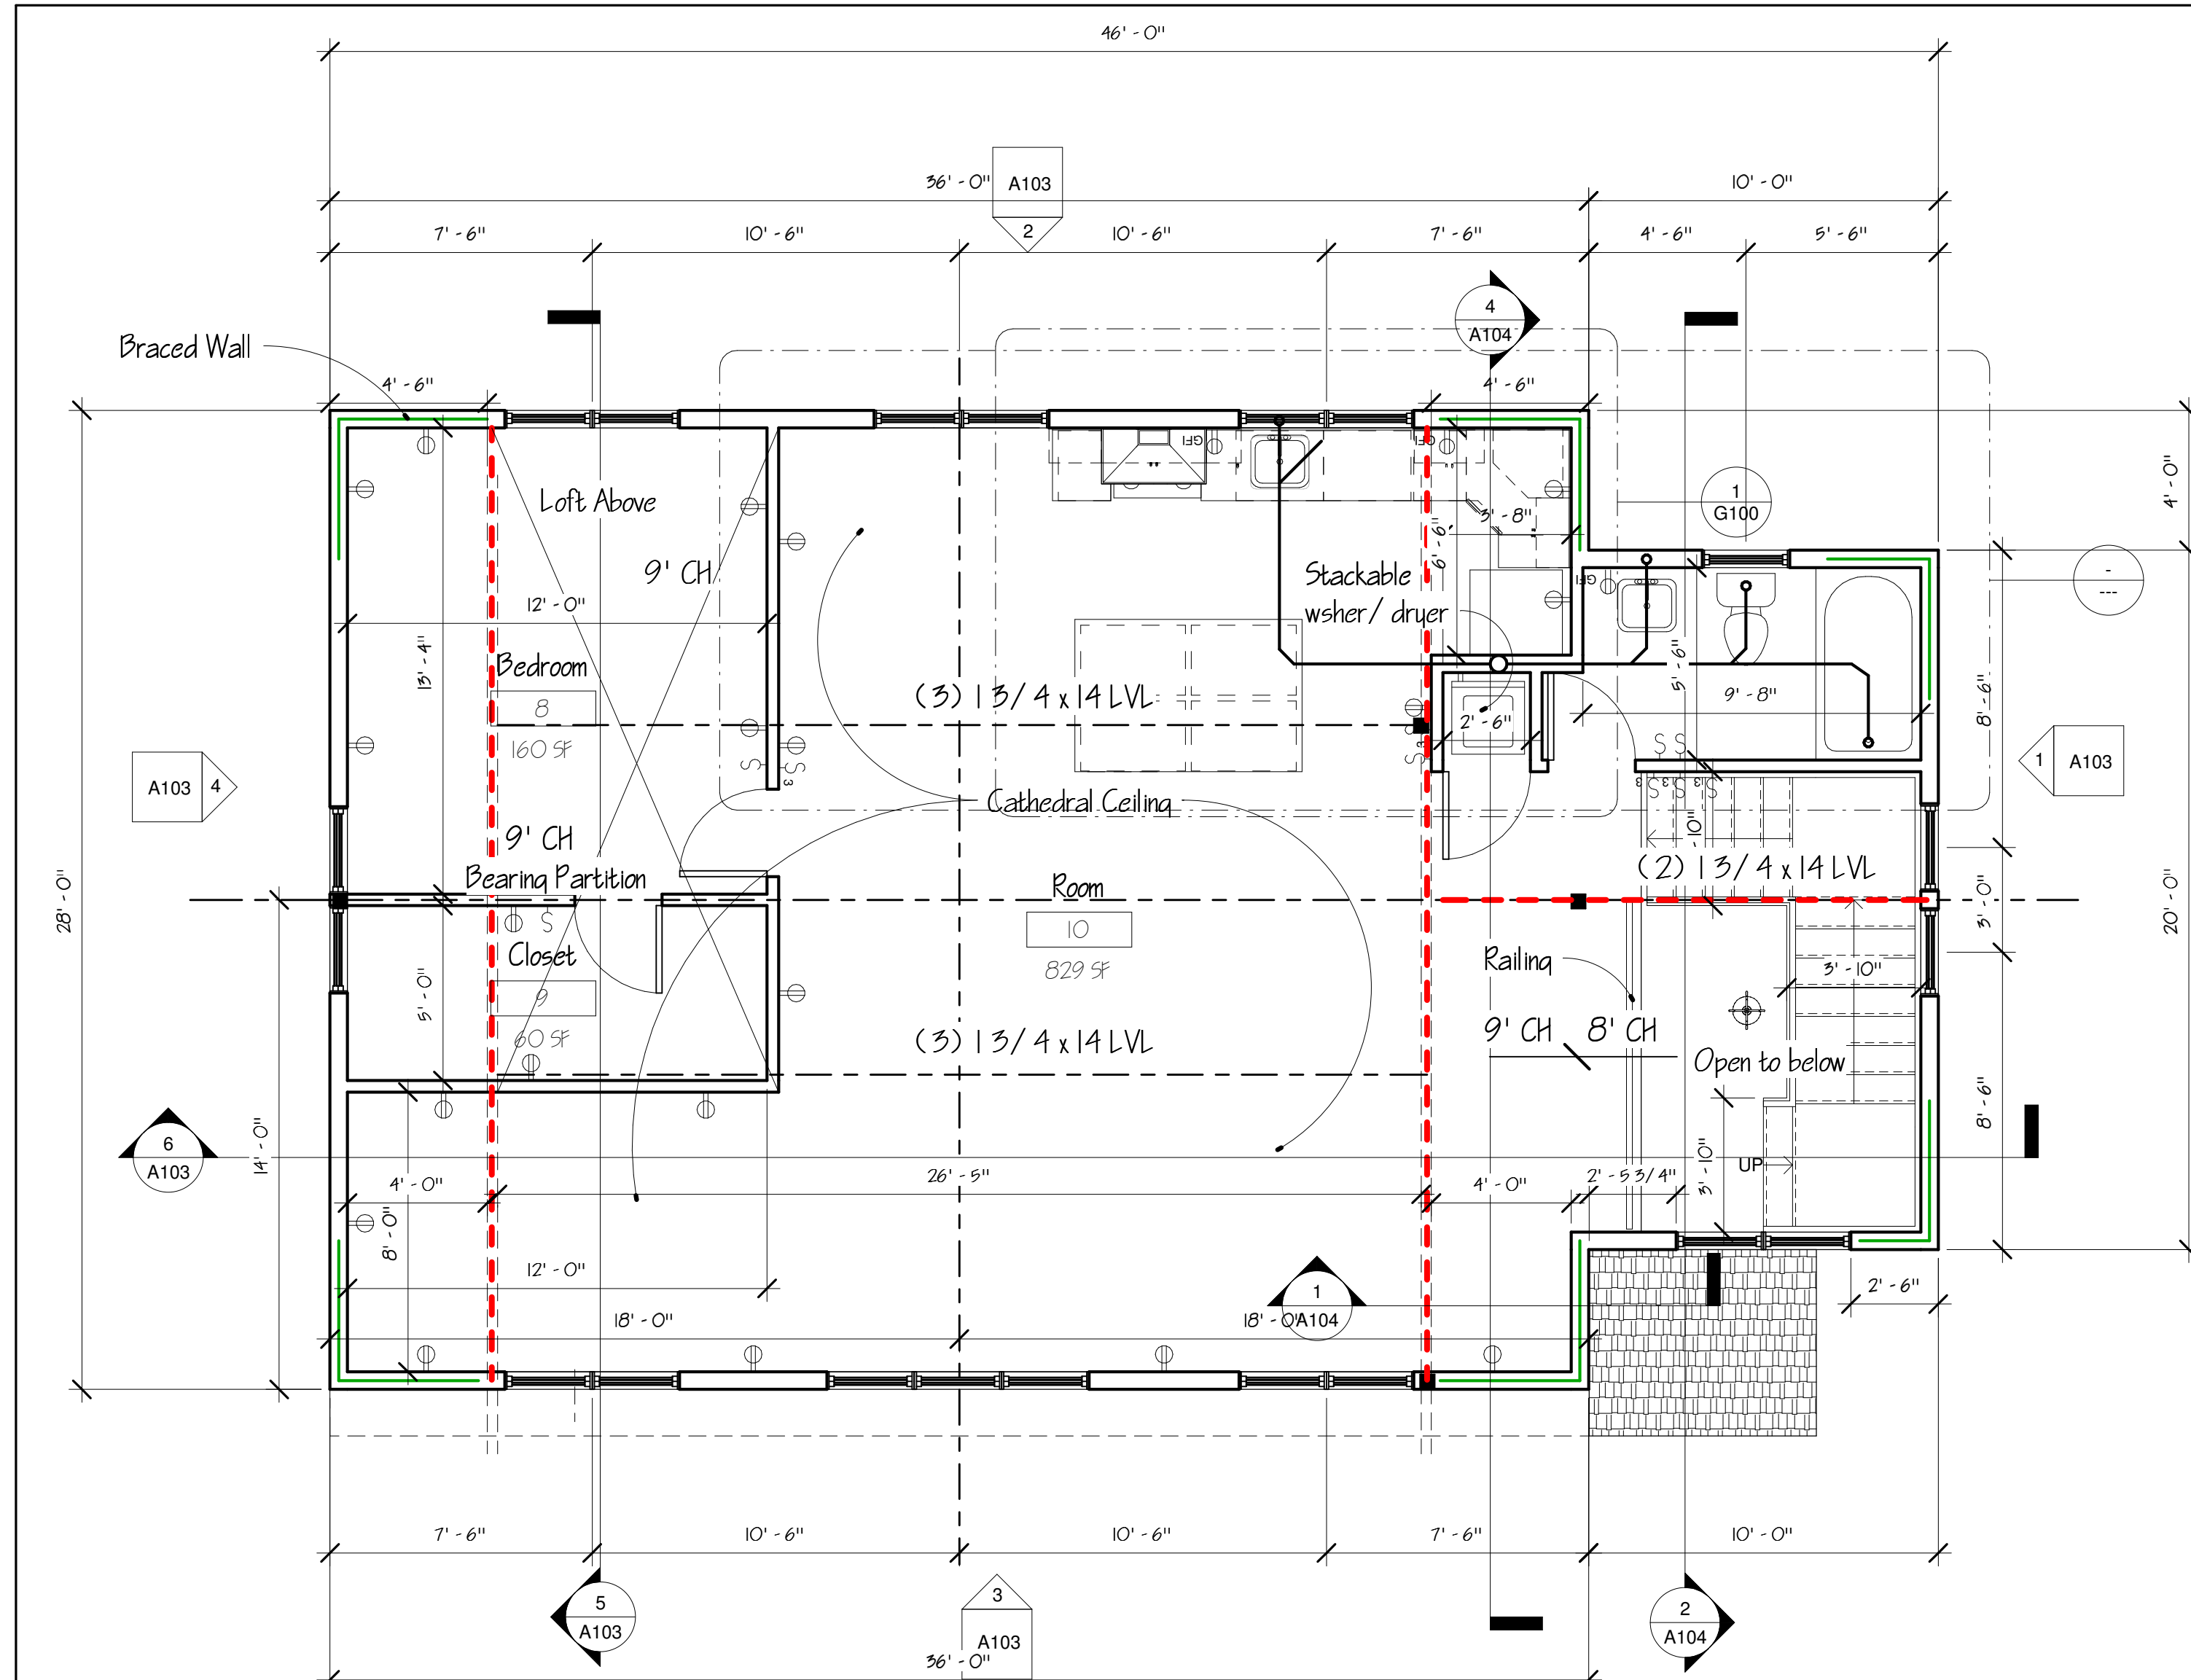 46' - 0"
36' - 0"
A103
2
10' - 0"
7' - 6"
10' - 6"
10' - 6"
7' - 6"
4' - 6"
5' - 6"
4
A104
Braced Wall
4' - 6"
4' - 6"
GFI
GFI
4' - 0"
1
G100
Loft Above
3' - 8"
6' - 6"
9' CH
Stackable
wsher/ dryer
GFI
-
---
12' - 0"
13' - 4"
Bedroom
8
160 SF
(3) 1 3/4 x 14 LVL
5' - 6"
9' - 8"
8' - 6"
2' - 6"
S
S
3
S
S
3
S S
3
S
3
S
3
S
A103
4
1
A103
Cathedral Ceiling
9' CH
Bearing Partition
Room
10
829 SF
- 10"
(2) 1 3/4 x 14 LVL
28' - 0"
3' - 0"
20' - 0"
S
Closet
9
60 SF
5' - 0"
Railing
3' - 10"
(3) 1 3/4 x 14 LVL
9' CH
8' CH
Open to below
8' - 6"
6
A103
14' - 0"
4' - 0"
26' - 5"
4' - 0"
2' - 5 3/4"
3' - 10"
UP
8' - 0"
12' - 0"
2' - 6"
18' - 0"
18' - 0"
1
A104
7' - 6"
10' - 6"
10' - 6"
7' - 6"
10' - 0"
5
A103
3
A103
2
A104
36' - 0"